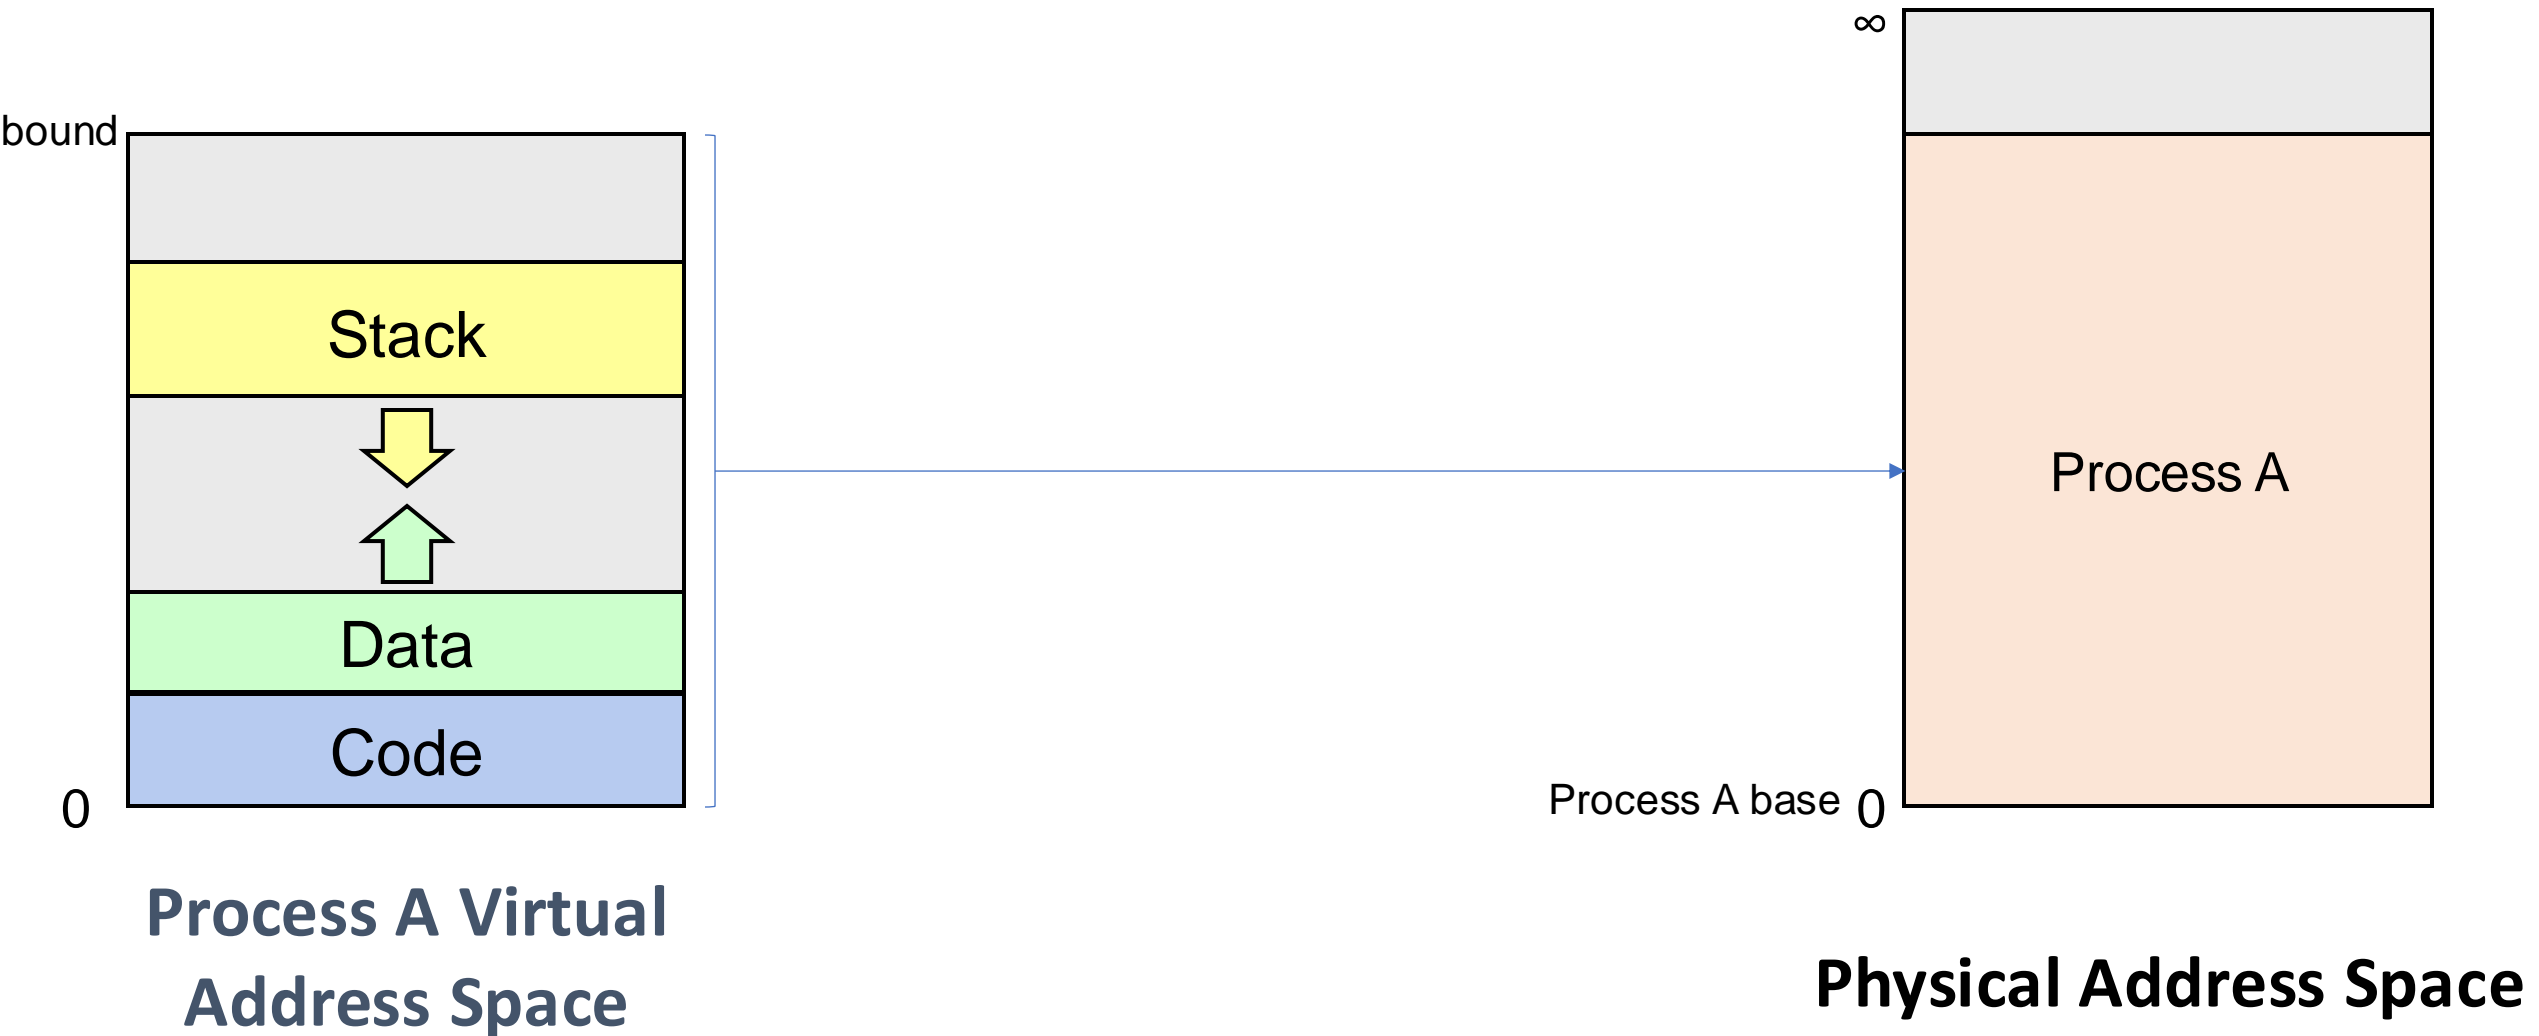 ∞
bound
Stack
Process A
Data
Code
Process A base 0
0
Process A Virtual
Address Space
Physical Address Space